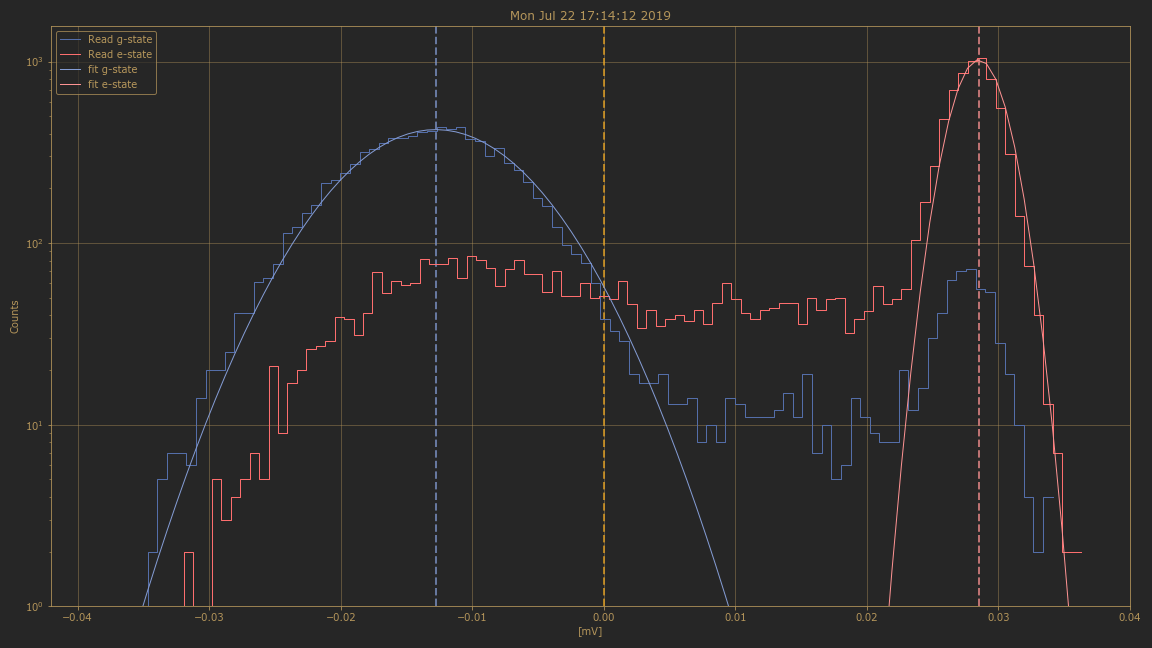 Mon Jul 22 17:14:12 2019
Read g-state
Read e-state
fit g-state
fit e-state
Counts
10³
10²
10¹
10⁰
−0.04 −0.03 −0.02 −0.01 0.00 0.01 0.02 0.03 0.04
[mV]